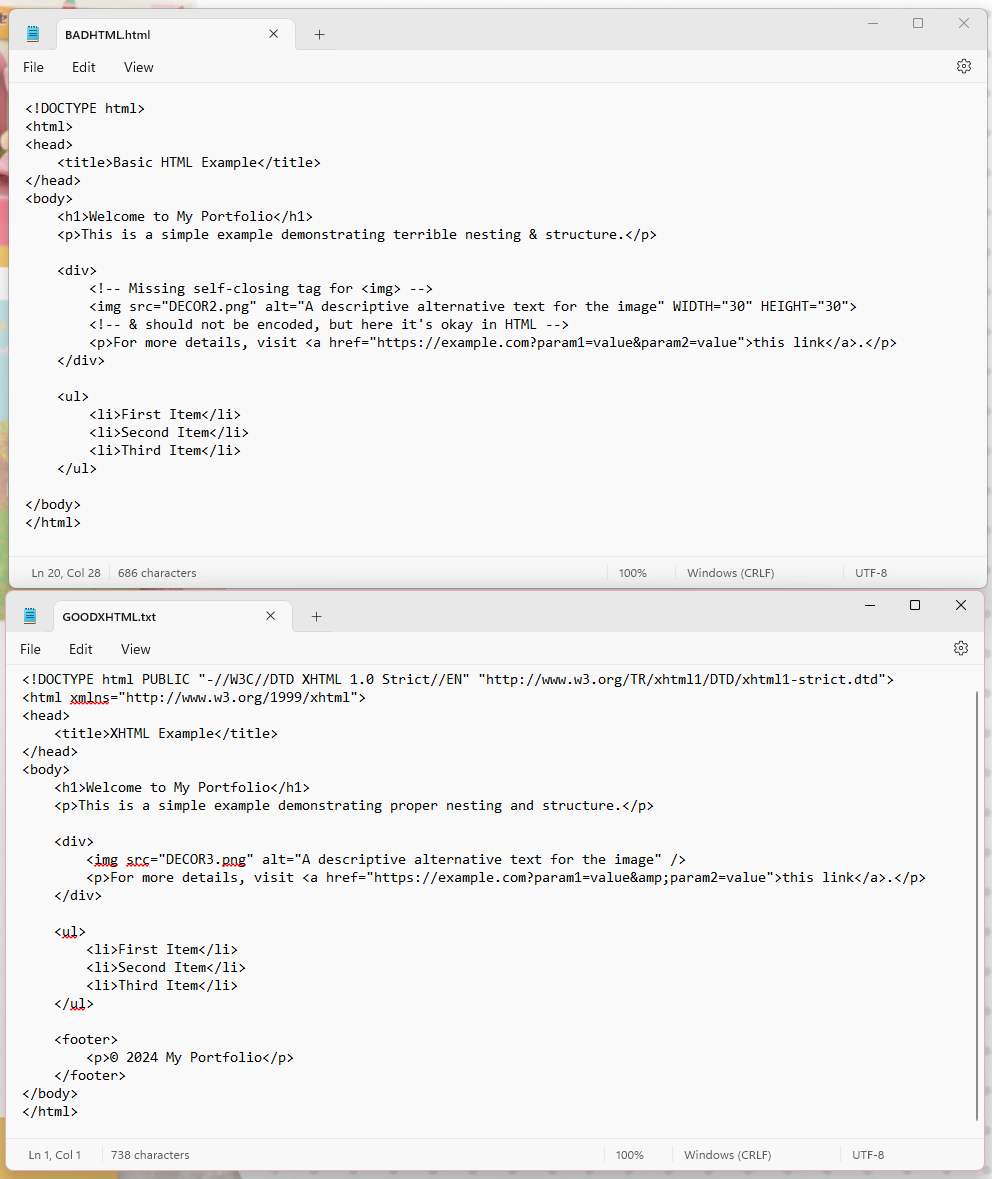 BADHTML.html
File Edit View
<!DOCTYPE html>
<html>
<head>
    <title>Basic HTML Example</title>
</head>
<body>
    <h1>Welcome to My Portfolio</h1>
    <p>This is a simple example demonstrating terrible nesting & structure.</p>

    <div>
        <!-- Missing self-closing tag for <img> -->
        <img src="DECOR2.png" alt="A descriptive alternative text for the image" WIDTH="30" HEIGHT="30">
        <!-- & should not be encoded, but here it's okay in HTML -->
        <p>For more details, visit <a href="https://example.com?param1=value&param2=value">this link</a>.</p>
    </div>

    <ul>
        <li>First Item</li>
        <li>Second Item</li>
        <li>Third Item</li>
    </ul>

</body>
</html>
Ln 20, Col 28 686 characters 100% Windows (CRLF) UTF-8
GOODXHTML.txt
File Edit View
<!DOCTYPE html PUBLIC "-//W3C//DTD XHTML 1.0 Strict//EN" "http://www.w3.org/TR/xhtml1/DTD/xhtml1-strict.dtd">
<html xmlns="http://www.w3.org/1999/xhtml">
<head>
    <title>XHTML Example</title>
</head>
<body>
    <h1>Welcome to My Portfolio</h1>
    <p>This is a simple example demonstrating proper nesting and structure.</p>

    <div>
        <img src="DECOR3.png" alt="A descriptive alternative text for the image" />
        <p>For more details, visit <a href="https://example.com?param1=value&amp;param2=value">this link</a>.</p>
    </div>

    <ul>
        <li>First Item</li>
        <li>Second Item</li>
        <li>Third Item</li>
    </ul>

    <footer>
        <p>© 2024 My Portfolio</p>
    </footer>
</body>
</html>
Ln 1, Col 1 738 characters 100% Windows (CRLF) UTF-8